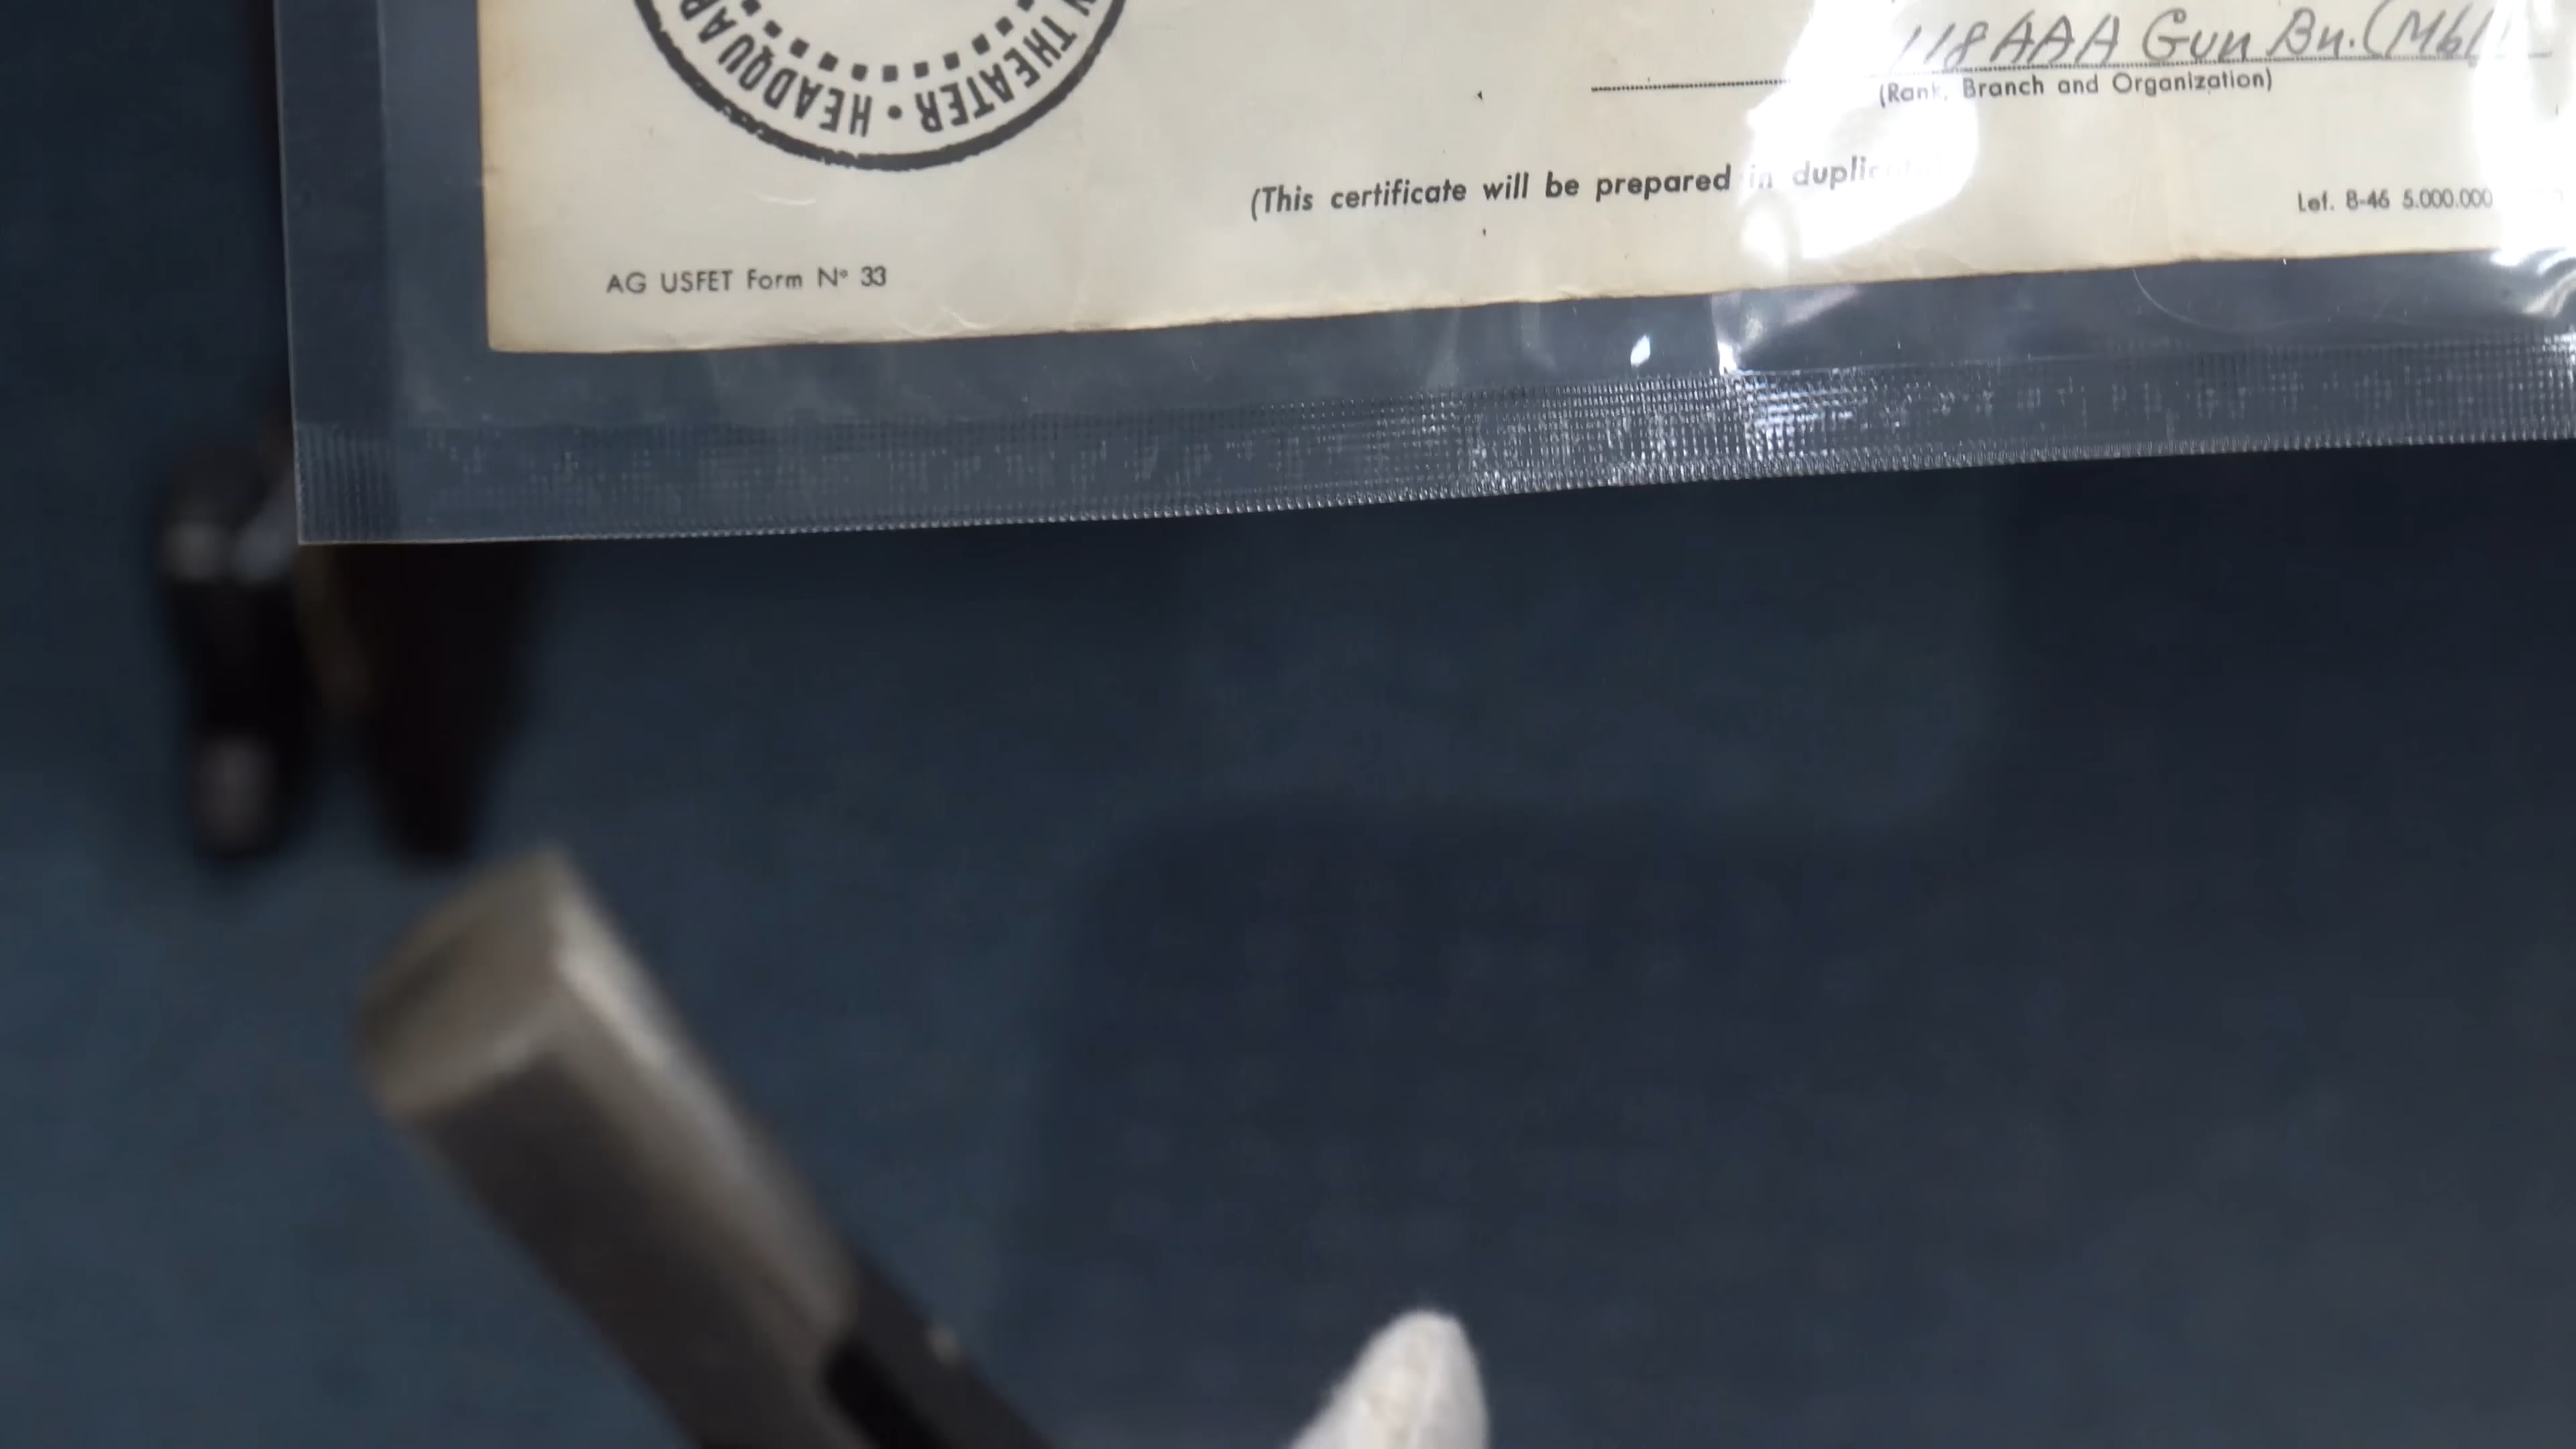 118 AAA Gun Bn. (Mbl)
(Rank, Branch and Organization)
THEATER • HEADQUAR
(This certificate will be prepared in duplic
Lef. 8-46 5.000.000
AG USFET Form Nº 33